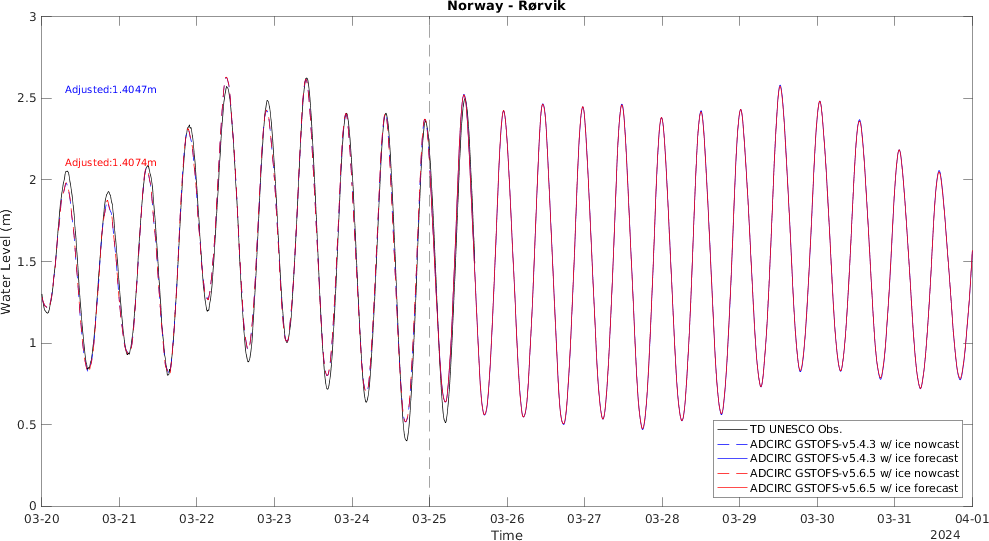 Norway - Rørvik
3
2.5
2
1.5
1
0.5
0
Water Level (m)
Adjusted:1.4047m
Adjusted:1.4074m
TD UNESCO Obs.
ADCIRC GSTOFS-v5.4.3 w/ ice nowcast
ADCIRC GSTOFS-v5.4.3 w/ ice forecast
ADCIRC GSTOFS-v5.6.5 w/ ice nowcast
ADCIRC GSTOFS-v5.6.5 w/ ice forecast
03-20 03-21 03-22 03-23 03-24 03-25 03-26 03-27 03-28 03-29 03-30 03-31 04-01
Time
2024